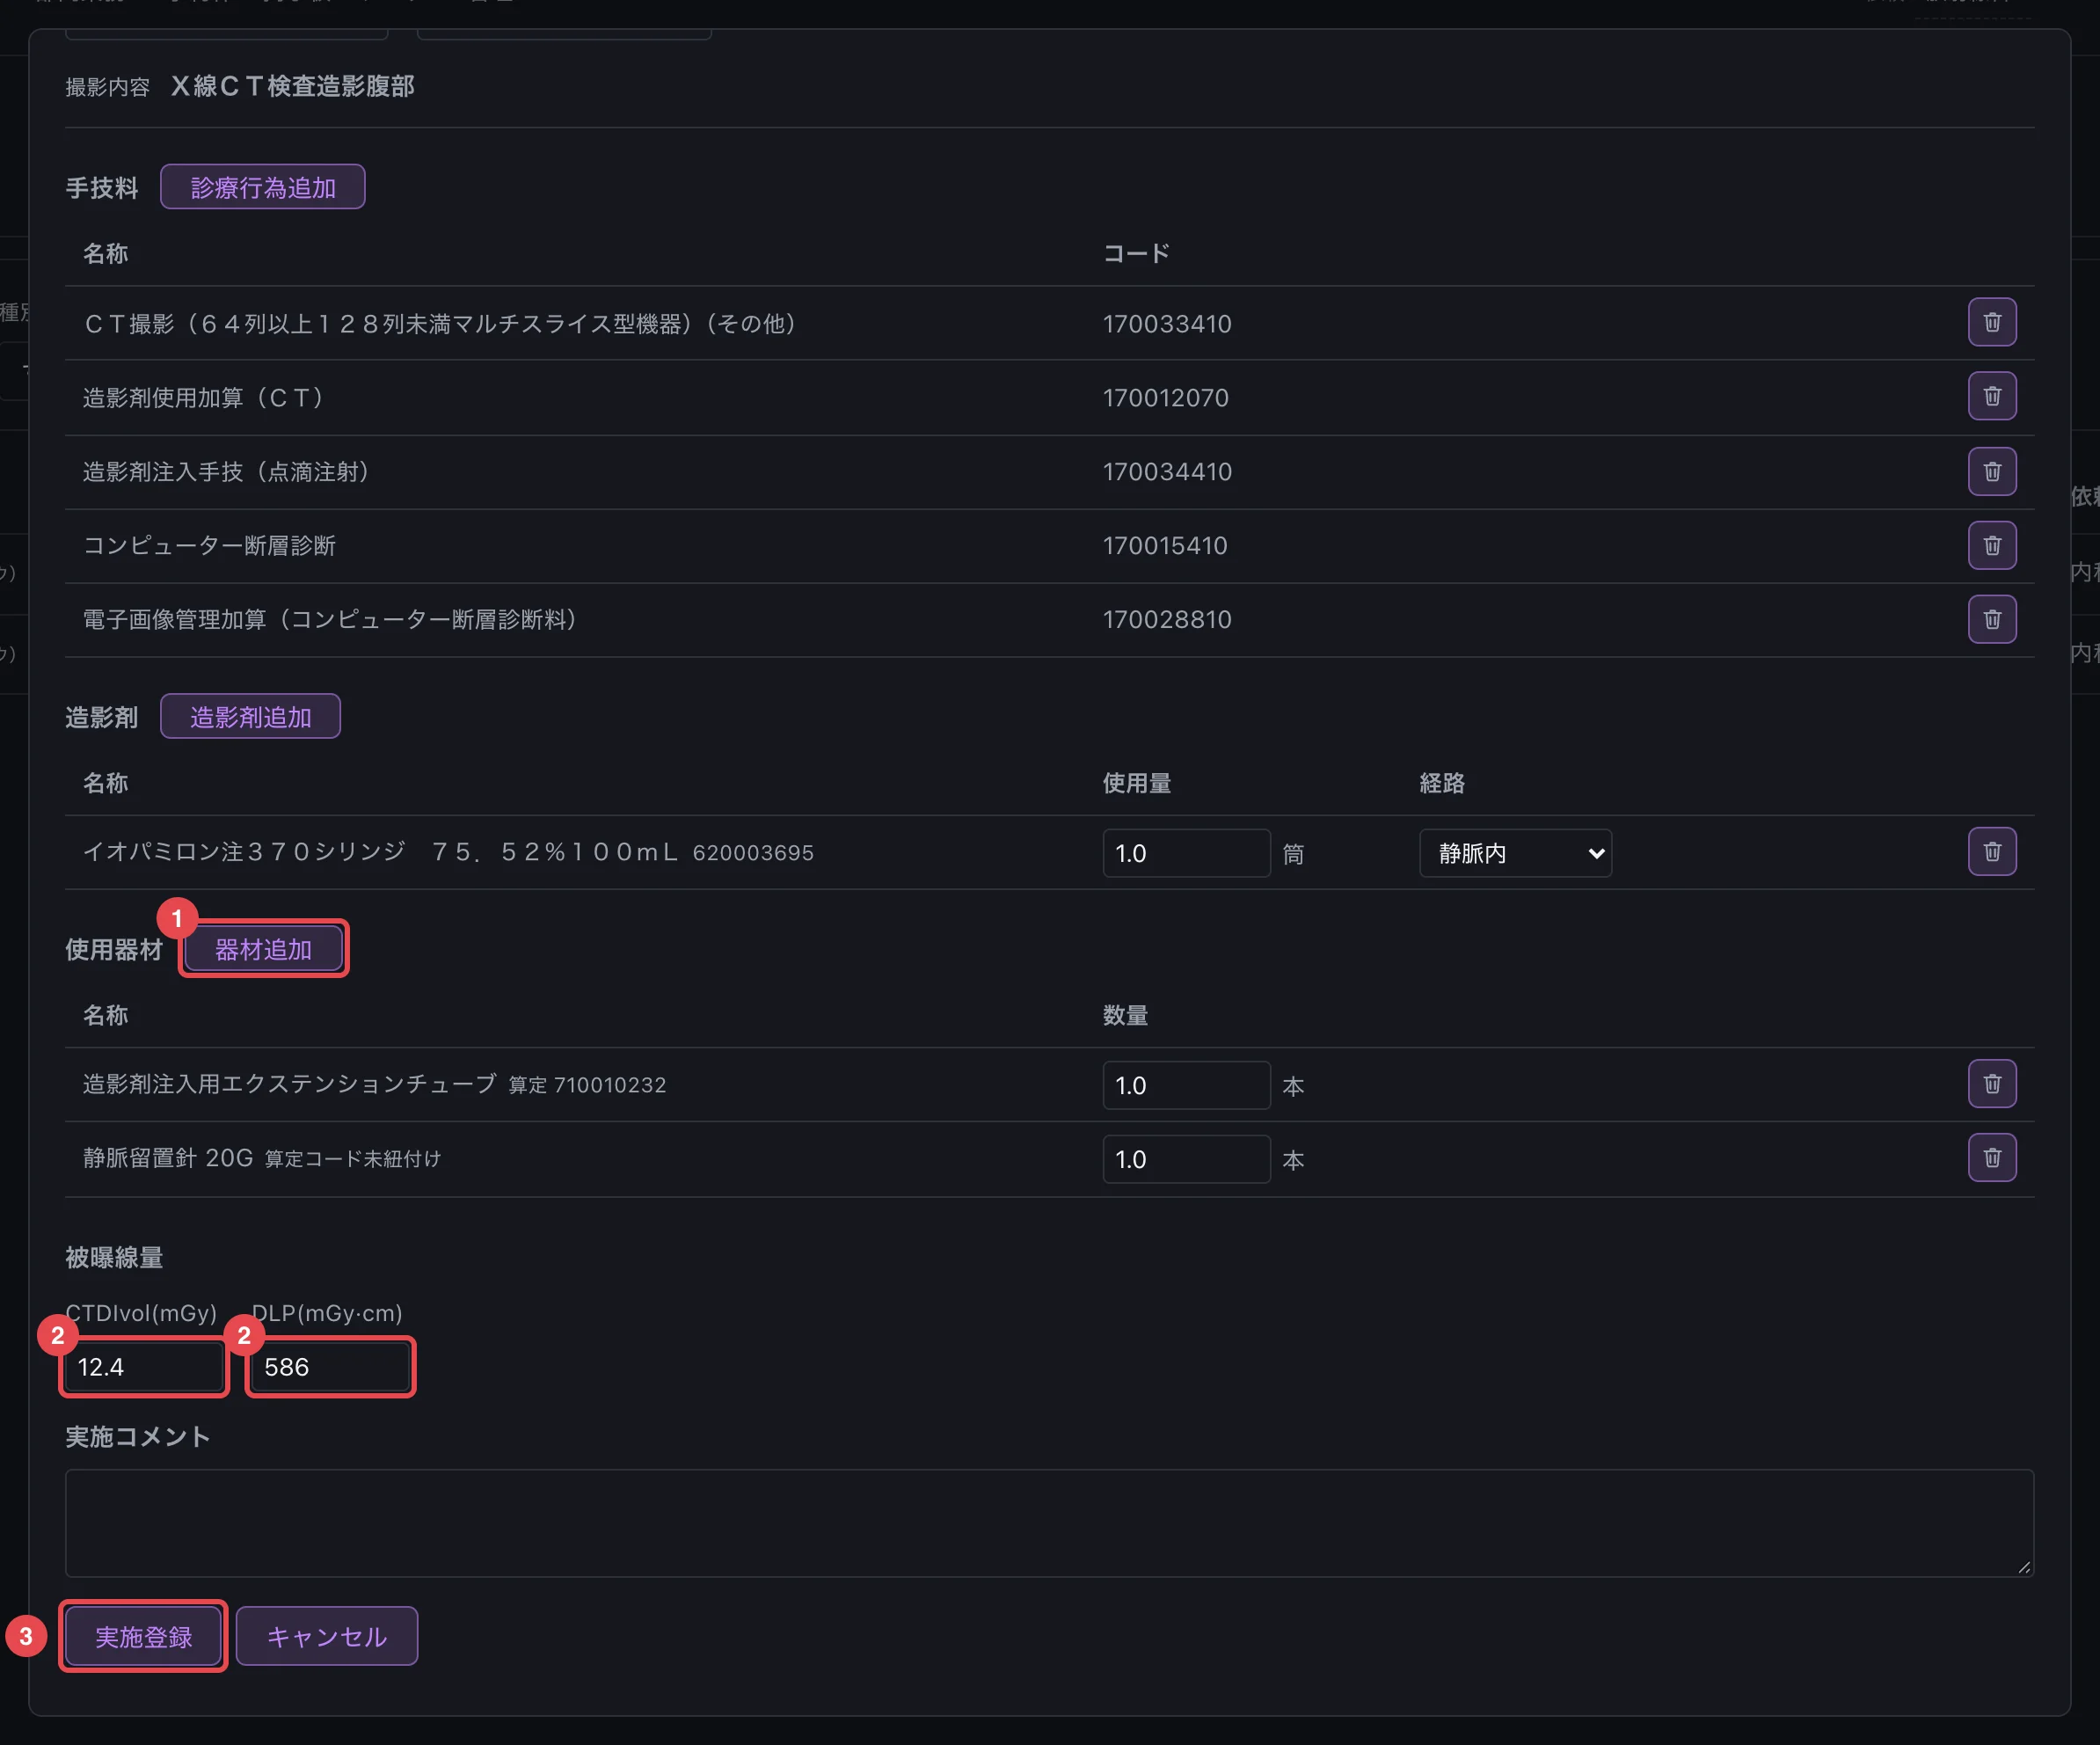 撮影内容 X線ＣＴ検査造影腹部
手技料 診療行為追加
名称 コード
ＣＴ撮影（６４列以上１２８列未満マルチスライス型機器）（その他） 170033410
造影剤使用加算（ＣＴ） 170012070
造影剤注入手技（点滴注射） 170034410
コンピューター断層診断 170015410
電子画像管理加算（コンピューター断層診断料） 170028810
造影剤 造影剤追加
名称 使用量 経路
イオパミロン注３７０シリンジ　７５．５２％１００ｍＬ 620003695 1.0 筒 静脈内
1
使用器材 器材追加
名称 数量
造影剤注入用エクステンションチューブ 算定 710010232 1.0 本
静脈留置針 20G 算定コード未紐付け 1.0 本
被曝線量
CTDIvol(mGy) DLP(mGy·cm)
2 2
12.4 586
実施コメント
3 実施登録 キャンセル